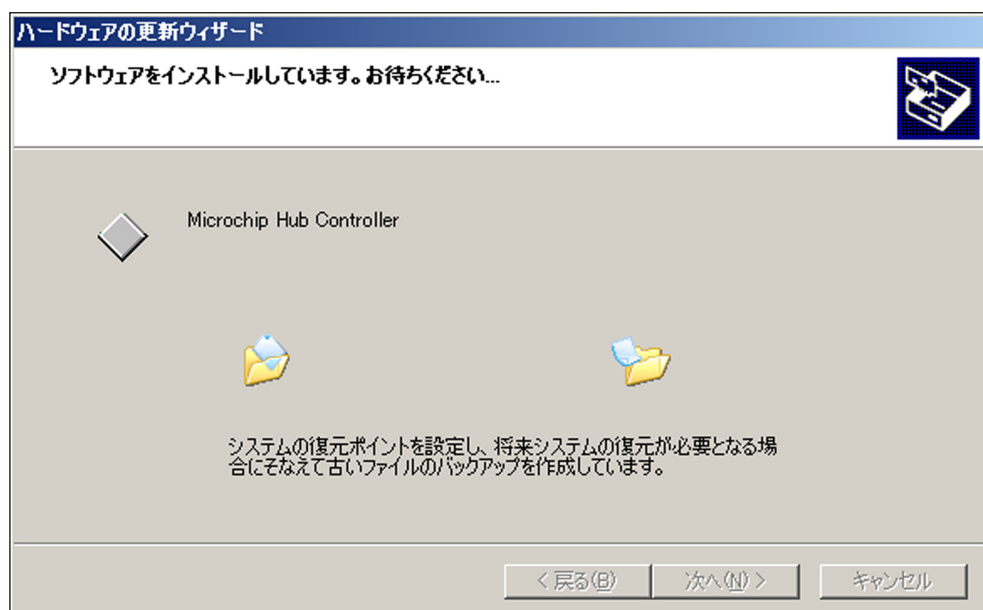 ハードウェアの更新ウィザード
ソフトウェアをインストールしています。お待ちください...
Microchip Hub Controller
システムの復元ポイントを設定し、将来システムの復元が必要となる場
合にそなえて古いファイルのバックアップを作成しています。
< 戻る(B) 次へ(N) > キャンセル